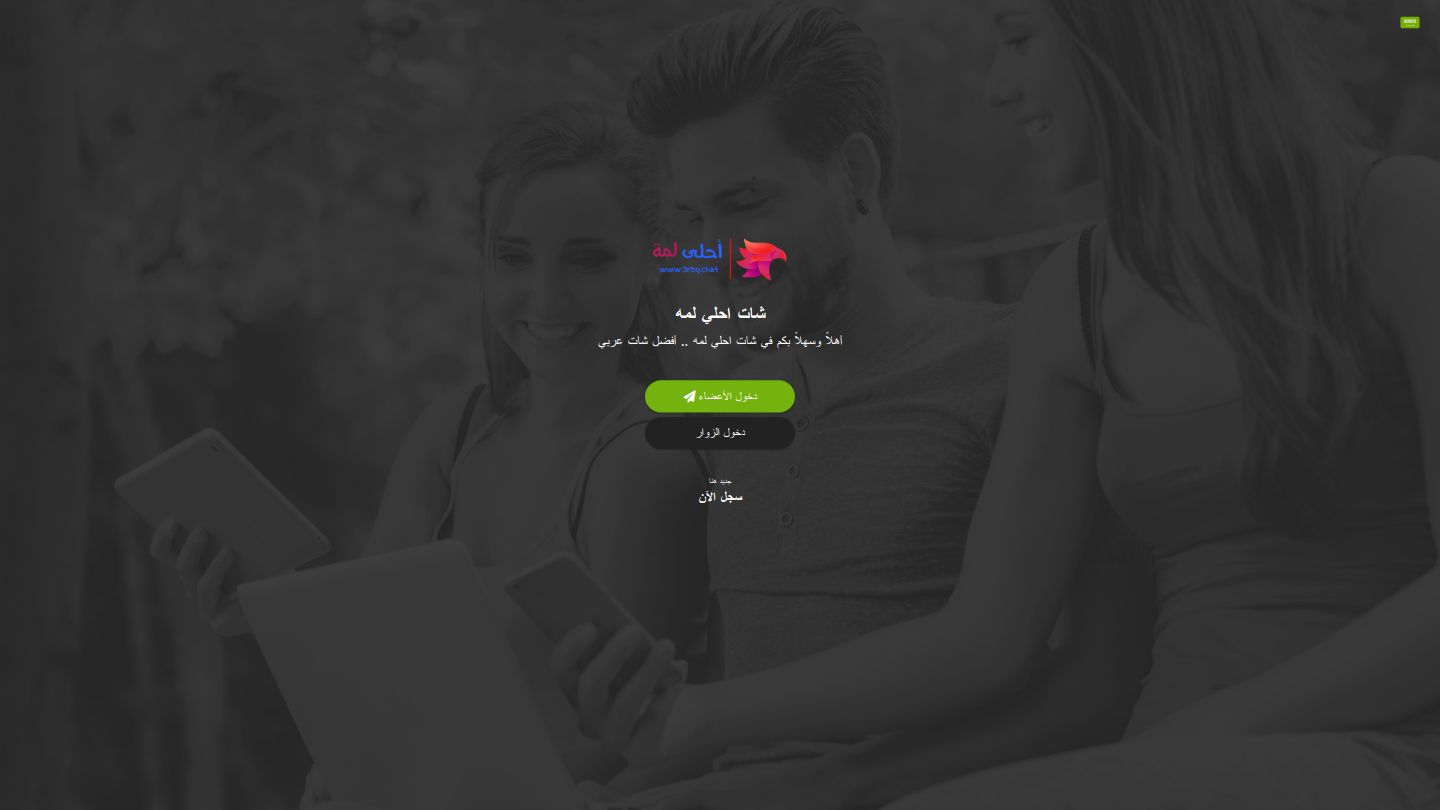 أحلى لمة
www.3rby.chat
شات احلي لمه
أهلاً وسهلاً بكم في شات احلي لمه .. أفضل شات عربي
دخول الأعضاء
دخول الزوار
جديد هنا
سجل الآن